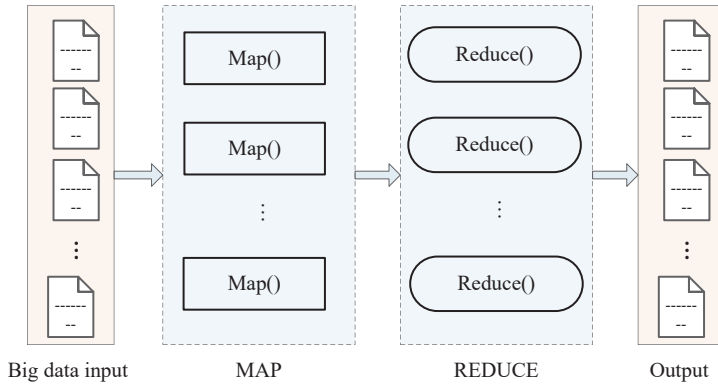 Map()
Map()
⋮
Map()
Reduce()
Reduce()
⋮
Reduce()
Big data input
MAP
REDUCE
Output